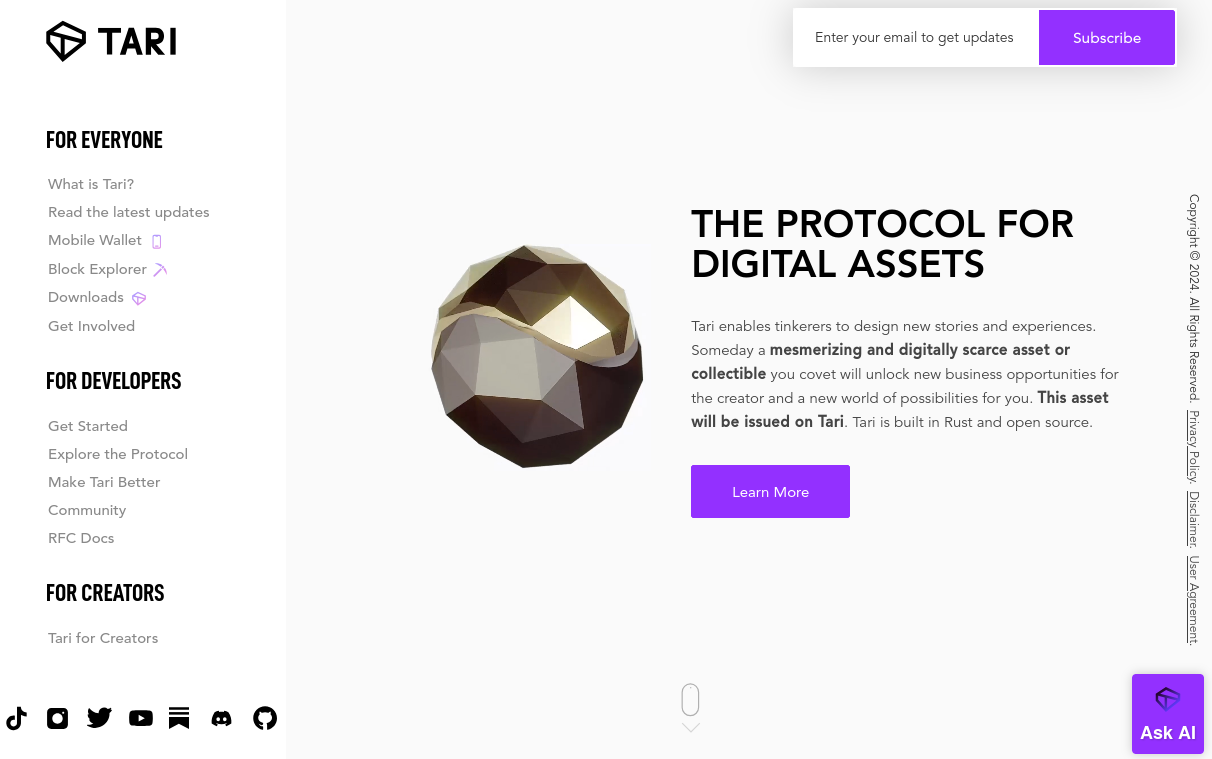 TARI
FOR EVERYONE
What is Tari?
Read the latest updates
Mobile Wallet
Block Explorer
Downloads
Get Involved
FOR DEVELOPERS
Get Started
Explore the Protocol
Make Tari Better
Community
RFC Docs
FOR CREATORS
Tari for Creators
Enter your email to get updates
Subscribe
THE PROTOCOL FOR
DIGITAL ASSETS
Tari enables tinkerers to design new stories and experiences.
Someday a mesmerizing and digitally scarce asset or
collectible you covet will unlock new business opportunities for
the creator and a new world of possibilities for you. This asset
will be issued on Tari. Tari is built in Rust and open source.
Learn More
Copyright © 2024. All Rights Reserved. Privacy Policy. Disclaimer. User Agreement.
Ask AI